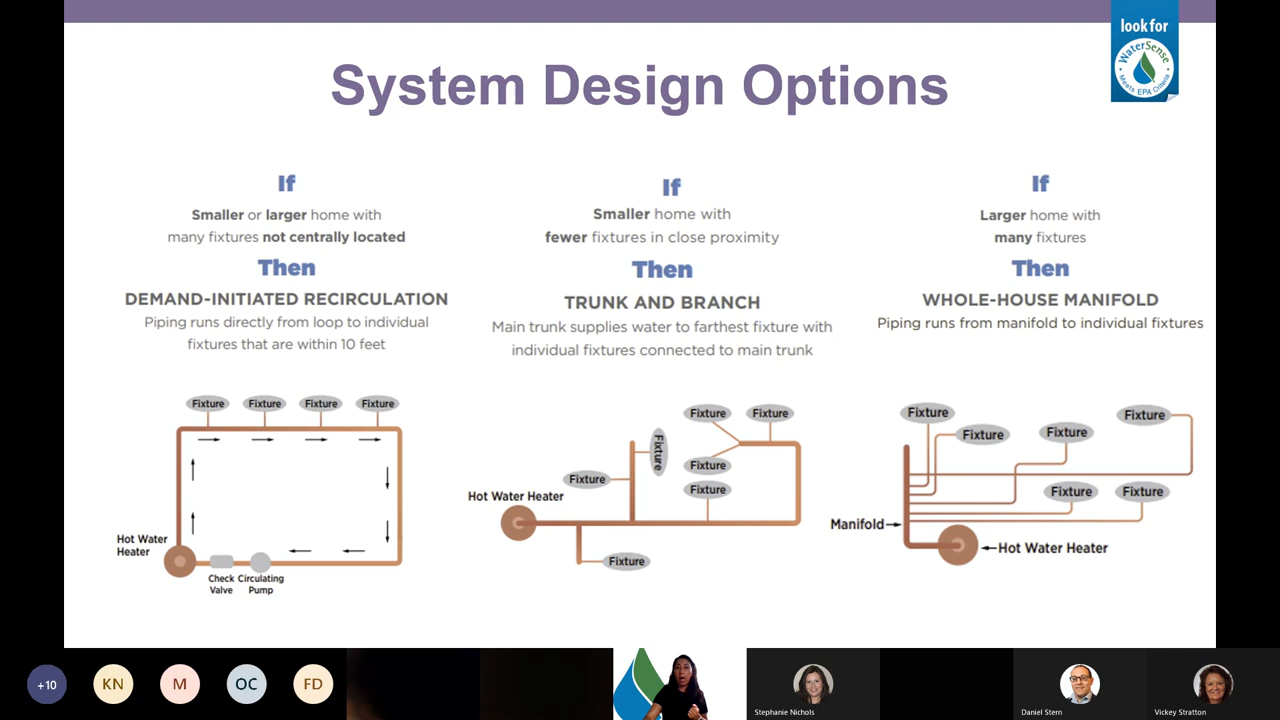 look for
WaterSense
Meets EPA Criteria
System Design Options
If
Smaller or larger home with
many fixtures not centrally located
Then
DEMAND-INITIATED RECIRCULATION
Piping runs directly from loop to individual
fixtures that are within 10 feet
Fixture
Fixture
Fixture
Fixture
Hot Water
Heater
Check
Valve
Circulating
Pump
If
Smaller home with
fewer fixtures in close proximity
Then
TRUNK AND BRANCH
Main trunk supplies water to farthest fixture with
individual fixtures connected to main trunk
Fixture
Fixture
Fixture
Fixture
Fixture
Fixture
Hot Water Heater
Fixture
If
Larger home with
many fixtures
Then
WHOLE-HOUSE MANIFOLD
Piping runs from manifold to individual fixtures
Fixture
Fixture
Fixture
Fixture
Fixture
Fixture
Manifold
Hot Water Heater
+10
KN
M
OC
FD
Stephanie Nichols
Daniel Stern
Vickey Stratton